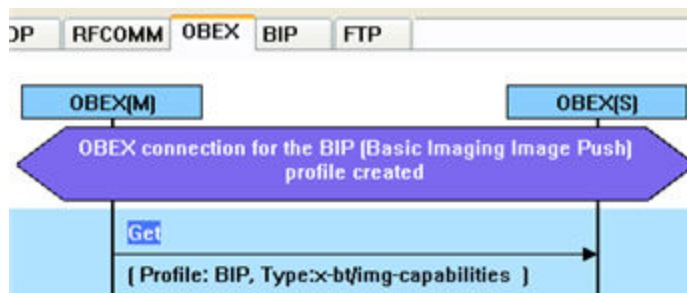 OP RFCOMM OBEX BIP FTP
OBEX(M) OBEX(S)
OBEX connection for the BIP (Basic Imaging Image Push)
profile created
Get
( Profile: BIP, Type:x-bt/img-capabilities )